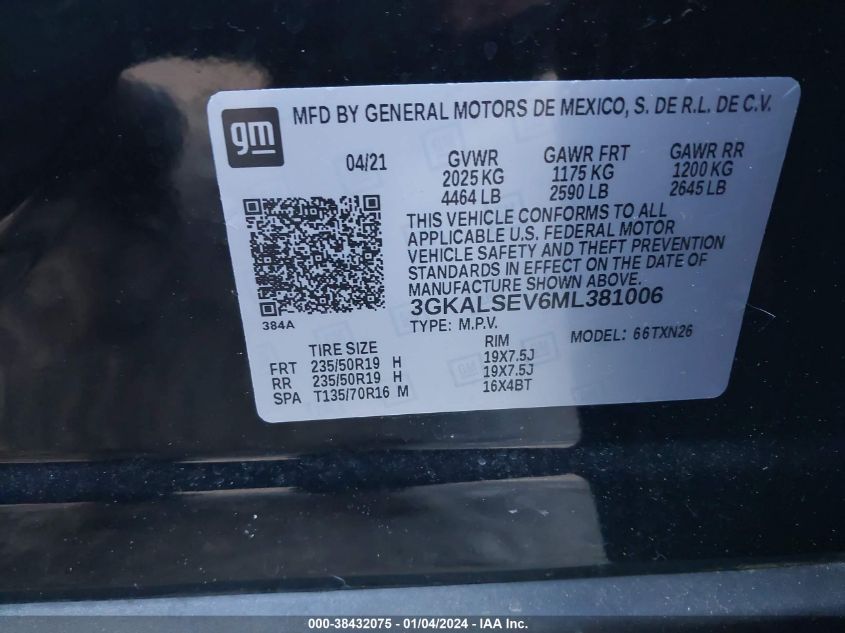 gm
MFD BY GENERAL MOTORS DE MEXICO, S. DE R.L. DE C.V.
04/21
GVWR GAWR FRT GAWR RR
2025 KG 1175 KG 1200 KG
4464 LB 2590 LB 2645 LB
THIS VEHICLE CONFORMS TO ALL
APPLICABLE U.S. FEDERAL MOTOR
VEHICLE SAFETY AND THEFT PREVENTION
STANDARDS IN EFFECT ON THE DATE OF
MANUFACTURE SHOWN ABOVE.
3GKALSEV6ML381006
384A
TYPE: M.P.V. MODEL: 66TXN26
TIRE SIZE RIM
FRT 235/50R19 H 19X7.5J
RR 235/50R19 H 19X7.5J
SPA T135/70R16 M 16X4BT
000-38432075 - 01/04/2024 - IAA Inc.